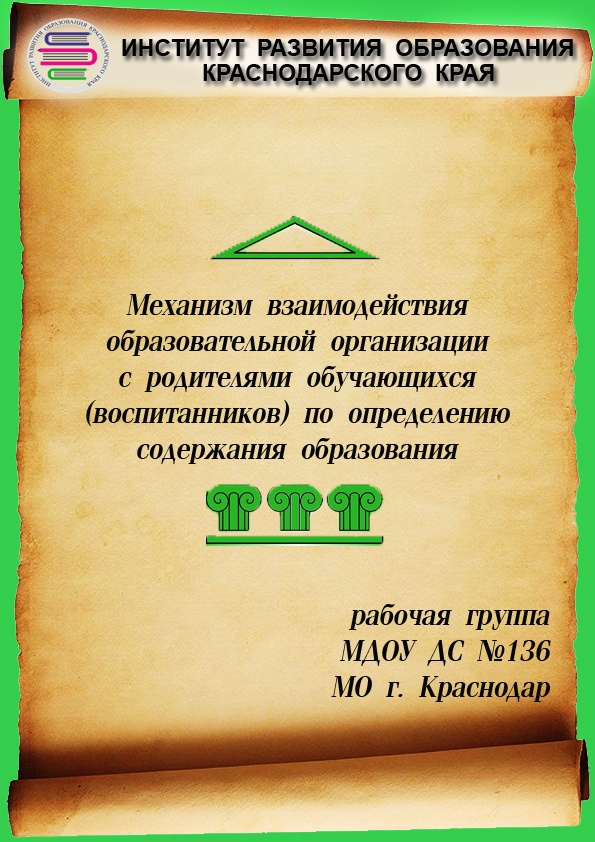 ИНСТИТУТ РАЗВИТИЯ ОБРАЗОВАНИЯ КРАСНОДАРСКОГО КРАЯ
ИНСТИТУТ РАЗВИТИЯ ОБРАЗОВАНИЯ
КРАСНОДАРСКОГО КРАЯ
Механизм взаимодействия
образовательной организации
с родителями обучающихся
(воспитанников) по определению
содержания образования
рабочая группа
МДОУ ДС №136
МО г. Краснодар